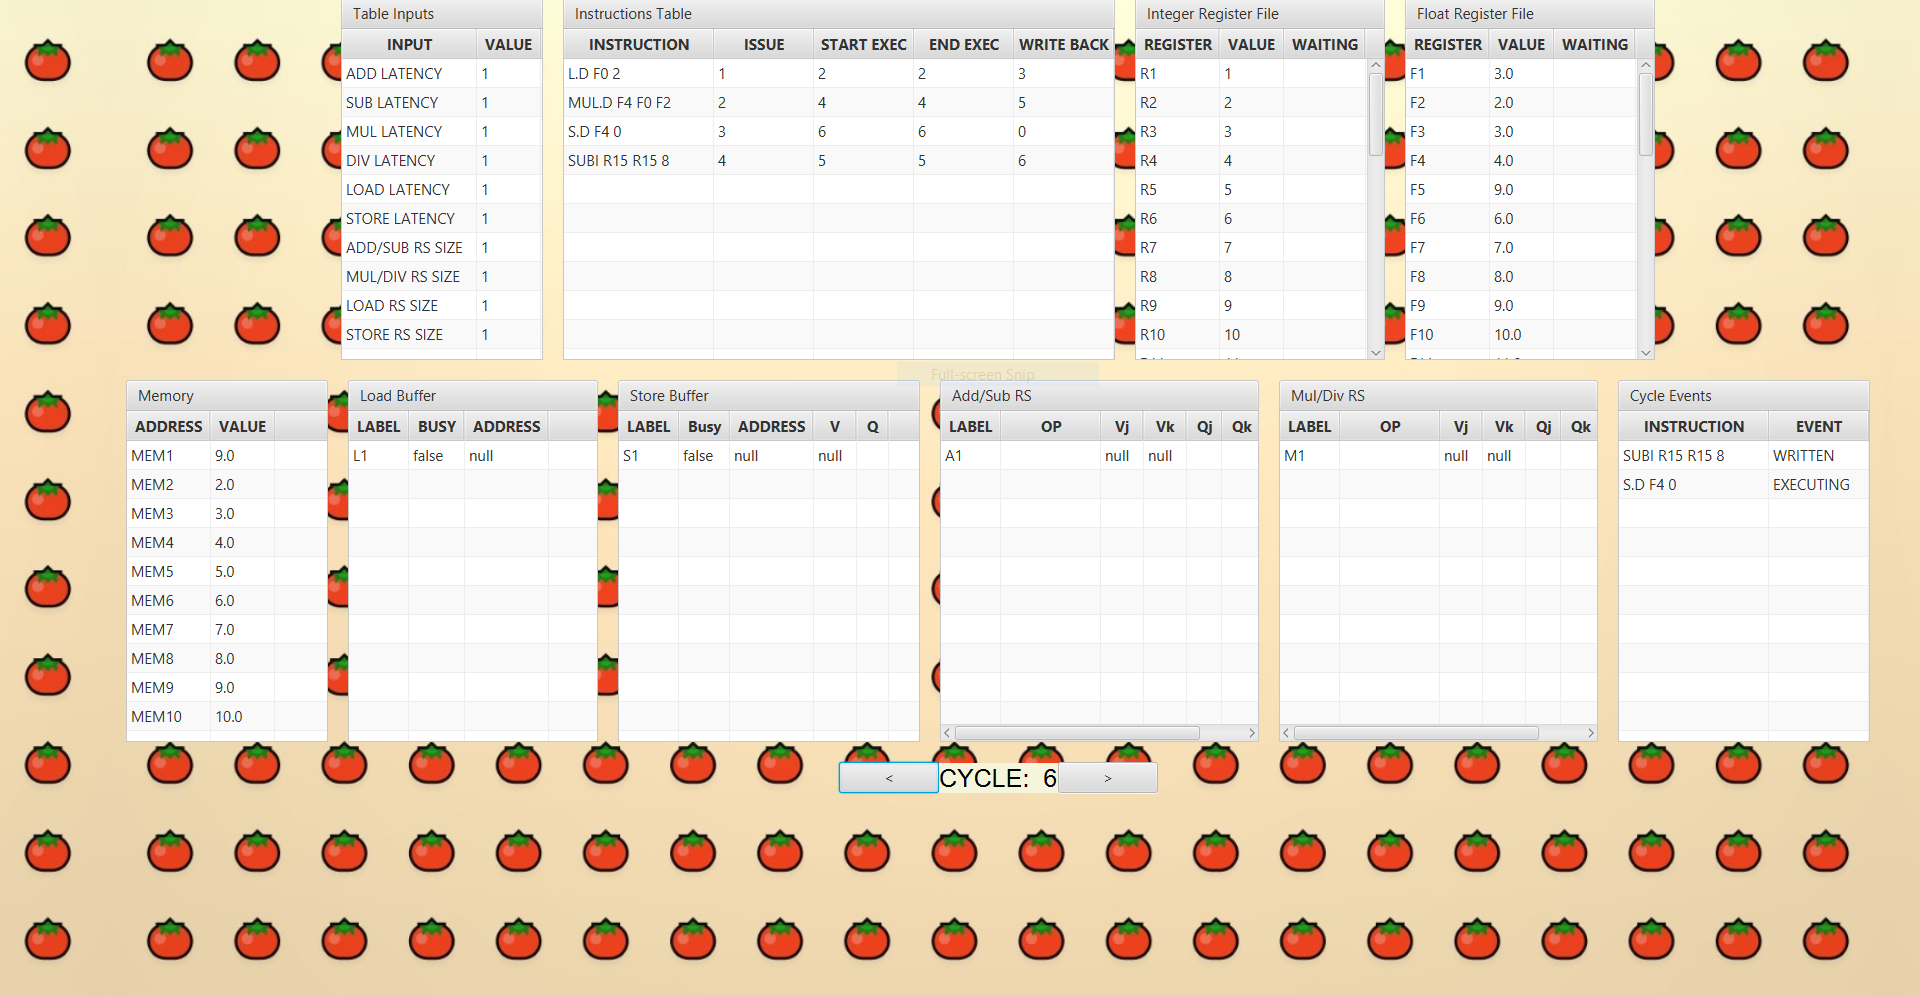 Table Inputs
INPUT VALUE
ADD LATENCY 1
SUB LATENCY 1
MUL LATENCY 1
DIV LATENCY 1
LOAD LATENCY 1
STORE LATENCY 1
ADD/SUB RS SIZE 1
MUL/DIV RS SIZE 1
LOAD RS SIZE 1
STORE RS SIZE 1
Instructions Table
INSTRUCTION ISSUE START EXEC END EXEC WRITE BACK
L.D F0 2 1 2 2 3
MUL.D F4 F0 F2 2 4 4 5
S.D F4 0 3 6 6 0
SUBI R15 R15 8 4 5 5 6
Integer Register File
REGISTER VALUE WAITING
R1 1
R2 2
R3 3
R4 4
R5 5
R6 6
R7 7
R8 8
R9 9
R10 10
Float Register File
REGISTER VALUE WAITING
F1 3.0
F2 2.0
F3 3.0
F4 4.0
F5 9.0
F6 6.0
F7 7.0
F8 8.0
F9 9.0
F10 10.0
Full-screen Snip
Memory
ADDRESS VALUE
MEM1 9.0
MEM2 2.0
MEM3 3.0
MEM4 4.0
MEM5 5.0
MEM6 6.0
MEM7 7.0
MEM8 8.0
MEM9 9.0
MEM10 10.0
Load Buffer
LABEL BUSY ADDRESS
L1 false null
Store Buffer
LABEL Busy ADDRESS V Q
S1 false null null
Add/Sub RS
LABEL OP Vj Vk Qj Qk
A1 null null
Mul/Div RS
LABEL OP Vj Vk Qj Qk
M1 null null
Cycle Events
INSTRUCTION EVENT
SUBI R15 R15 8 WRITTEN
S.D F4 0 EXECUTING
< CYCLE: 6 >